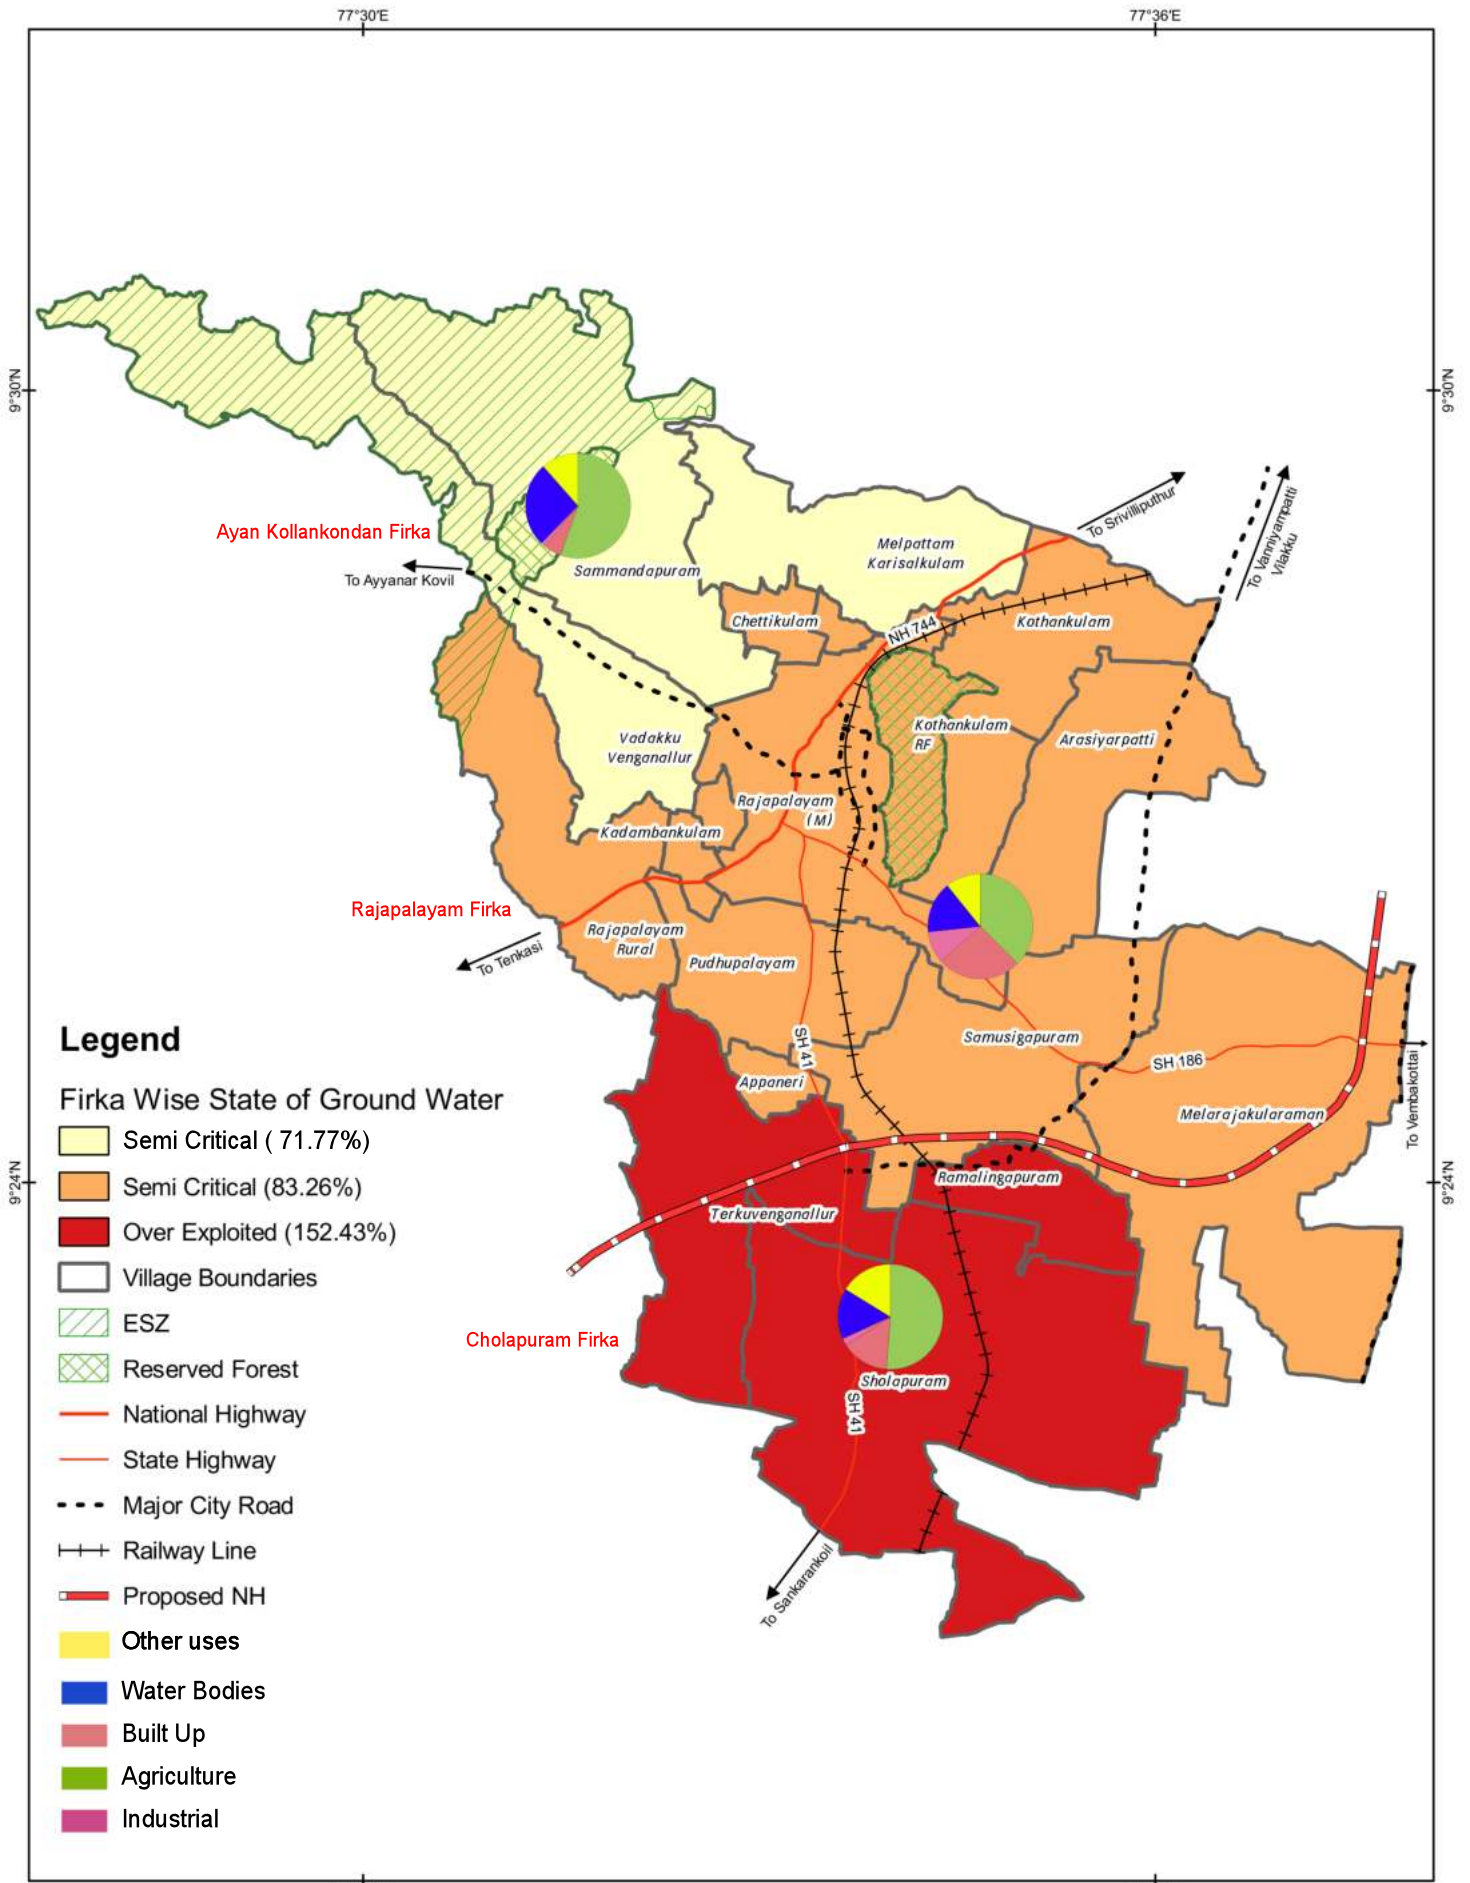 77°30'E
77°36'E
9°30'N
9°30'N
Ayan Kollankondan Firka
To Ayyanar Kovil
Sammandapuram
Melpattam
Karisalkulam
To Srivilliputhur
To Vanniyampatti
Vilakku
Chettikulam
NH 744
Kothankulam
Vadakku
Venganallur
Kothankulam
RF
Arasiyarpatti
Rajapalayam
(M)
Kadambankulam
Rajapalayam Firka
Rajapalayam
Rural
To Tenkasi
Pudhupalayam
SH 41
Samusigapuram
SH 186
Appaneri
Melarajakularaman
To Vembakottai
Ramalingapuram
Terkuvenganallur
9°24'N
9°24'N
Cholapuram Firka
Sholapuram
SH 41
To Sankarankoil
Legend
Firka Wise State of Ground Water
Semi Critical ( 71.77%)
Semi Critical (83.26%)
Over Exploited (152.43%)
Village Boundaries
ESZ
Reserved Forest
National Highway
State Highway
Major City Road
Railway Line
Proposed NH
Other uses
Water Bodies
Built Up
Agriculture
Industrial